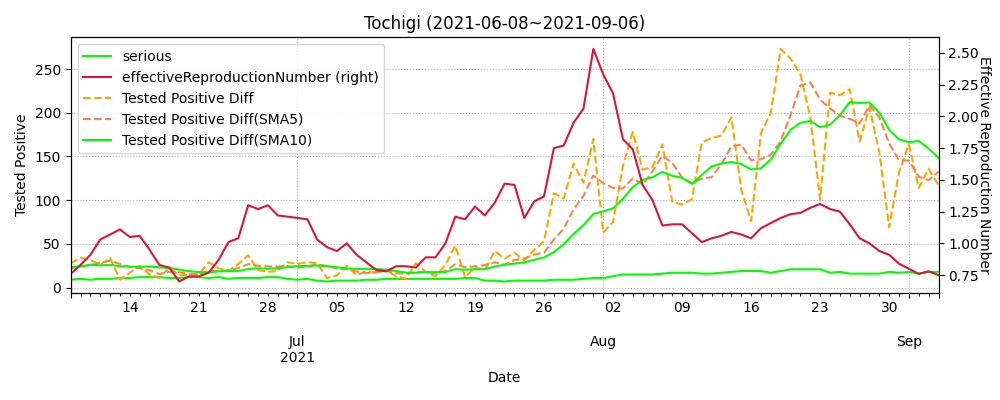 Tochigi (2021-06-08~2021-09-06)
serious
effectiveReproductionNumber (right)
Tested Positive Diff
Tested Positive Diff(SMA5)
Tested Positive Diff(SMA10)
Tested Positive
250
200
150
100
50
0
Effective Reproduction Number
2.50
2.25
2.00
1.75
1.50
1.25
1.00
0.75
14 21 28 05 12 19 26 02 09 16 23 30
Jul Aug Sep
2021
Date